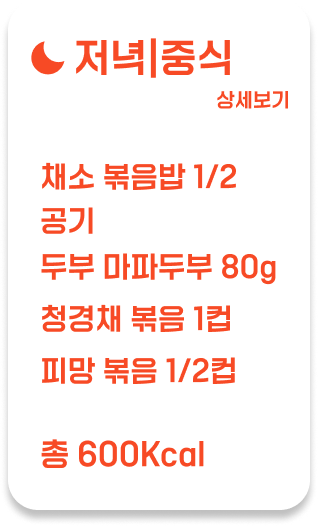 저녁|중식
상세보기
채소 볶음밥 1/2
공기
두부 마파두부 80g
청경채 볶음 1컵
피망 볶음 1/2컵
총 600Kcal